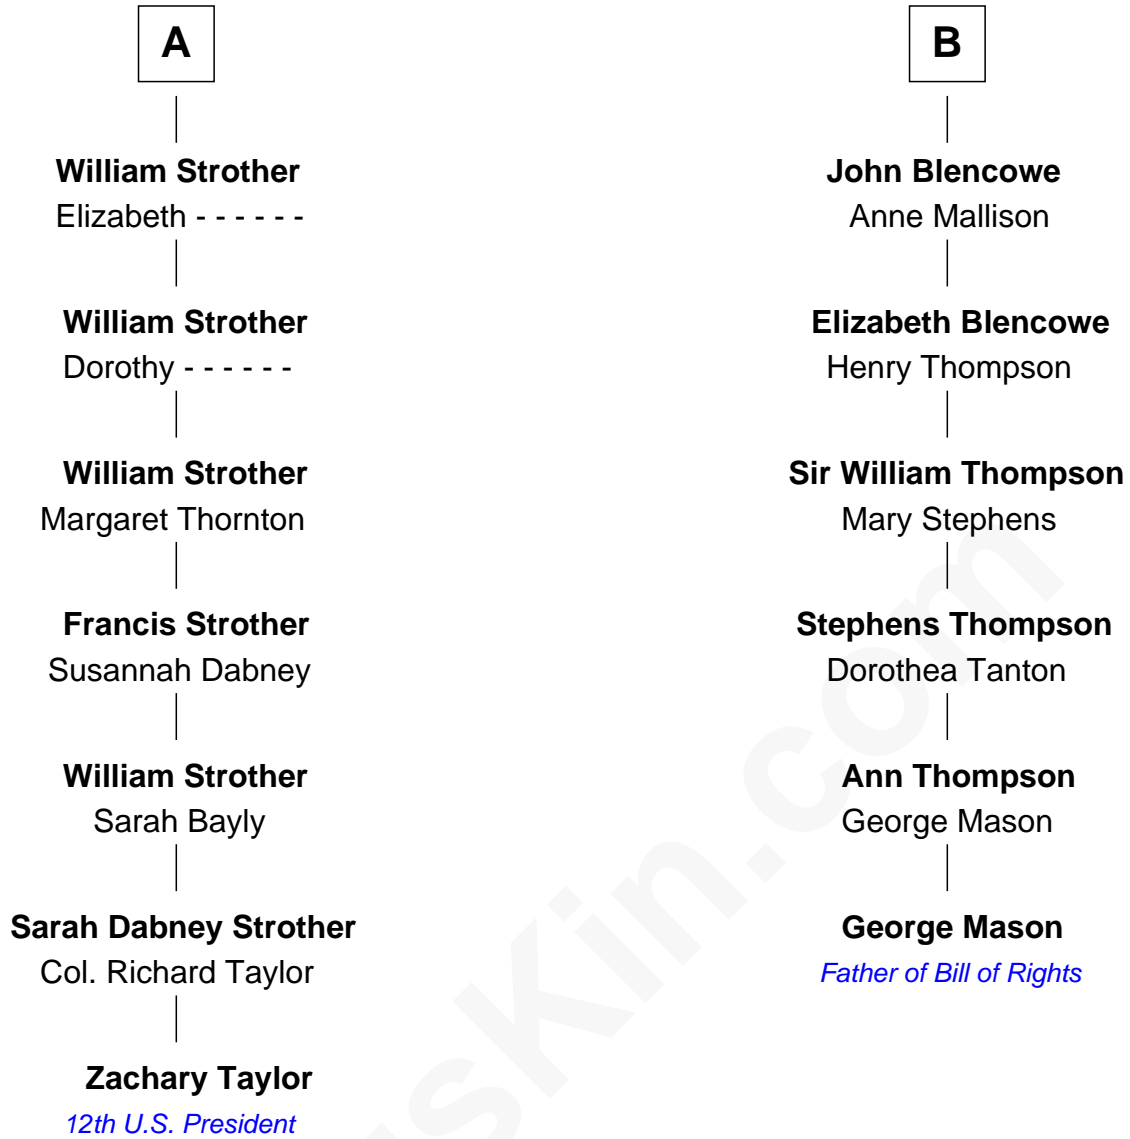 A
William Strother
Elizabeth - - - - - -
William Strother
Dorothy - - - - - -
William Strother
Margaret Thornton
Francis Strother
Susannah Dabney
William Strother
Sarah Bayly
Sarah Dabney Strother
Col. Richard Taylor
Zachary Taylor
12th U.S. President
B
John Blencowe
Anne Mallison
Elizabeth Blencowe
Henry Thompson
Sir William Thompson
Mary Stephens
Stephens Thompson
Dorothea Tanton
Ann Thompson
George Mason
George Mason
Father of Bill of Rights
usKin.com